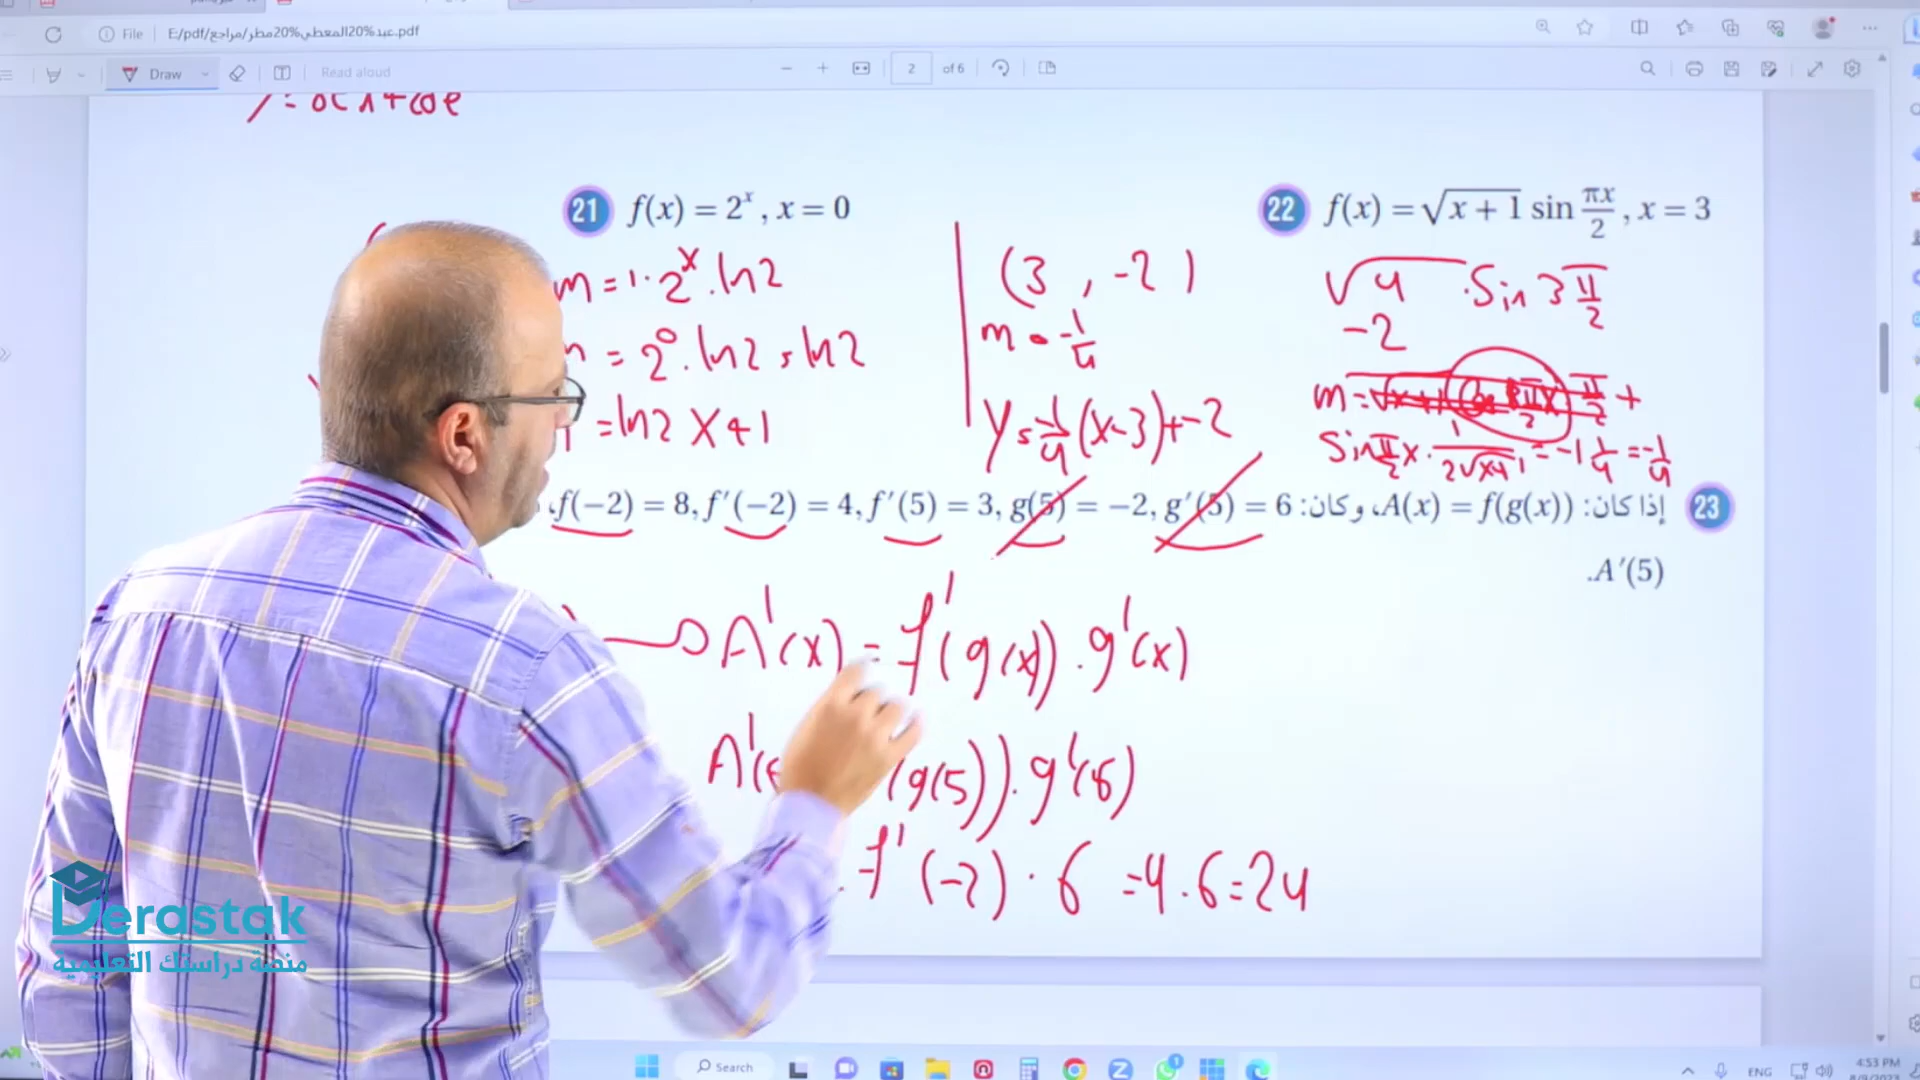 File E:/pdf/مراجع/مطر%20المعطي%20عبد.pdf
Draw Read aloud 2 of 6
21 f(x) = 2^x , x = 0
22 f(x) = √(x + 1) sin πx/2 , x = 3
m = 1·2^x .ln2
(3 , -2)
√4 . Sin 3π/2
-2
= 2^0 . ln2 = ln2
m = -1/4
= ln2 x + 1
y = -1/4 (x-3) + -2
Sin π/2 x . 1/2√x+1 = -1 1/4 = -1/4
23 إذا كان: A(x) = f(g(x))، وكان: f(−2) = 8, f′(−2) = 4, f′(5) = 3, g(5) = −2, g′(5) = 6،
A′(5).
A'(x) = f'(g(x)) . g'(x)
(g(5)) . g'(5)
f'(-2) . 6 = 4 . 6 = 24
Derastak
منصة دراستك التعليمية
Search
ENG
4:53 PM